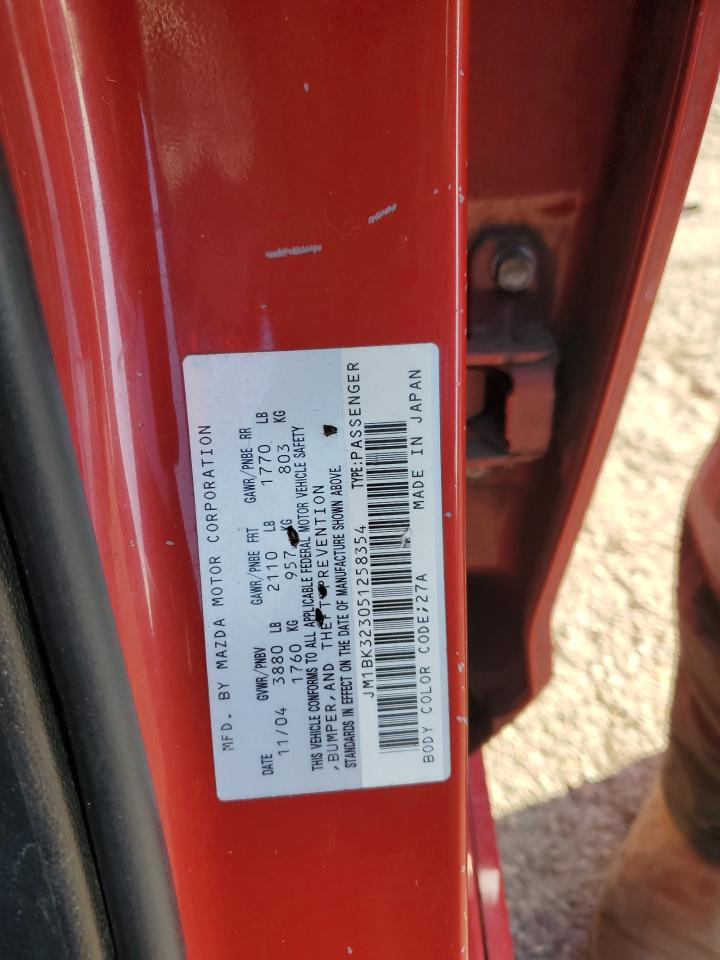 MFD. BY MAZDA MOTOR CORPORATION
DATE GVWR/PNBV GAWR/PNBE FRT GAWR/PNBE RR
11/04 3880 LB 2110 LB 1770 LB
1760 KG 957 KG 803 KG
THIS VEHICLE CONFORMS TO ALL APPLICABLE FEDERAL MOTOR VEHICLE SAFETY
,BUMPER,AND THEFT PREVENTION
STANDARDS IN EFFECT ON THE DATE OF MANUFACTURE SHOWN ABOVE.
JM1BK323051258354 TYPE:PASSENGER
BODY COLOR CODE;27A MADE IN JAPAN